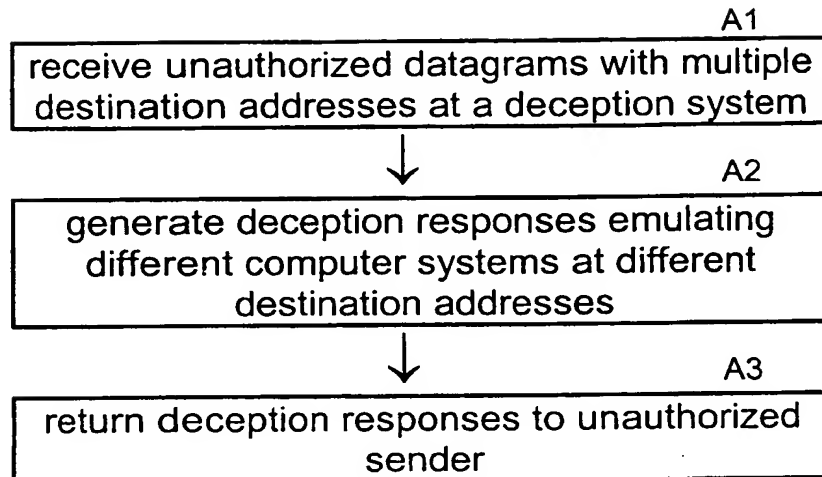 A1
receive unauthorized datagrams with multiple
destination addresses at a deception system
A2
generate deception responses emulating
different computer systems at different
destination addresses
A3
return deception responses to unauthorized
sender